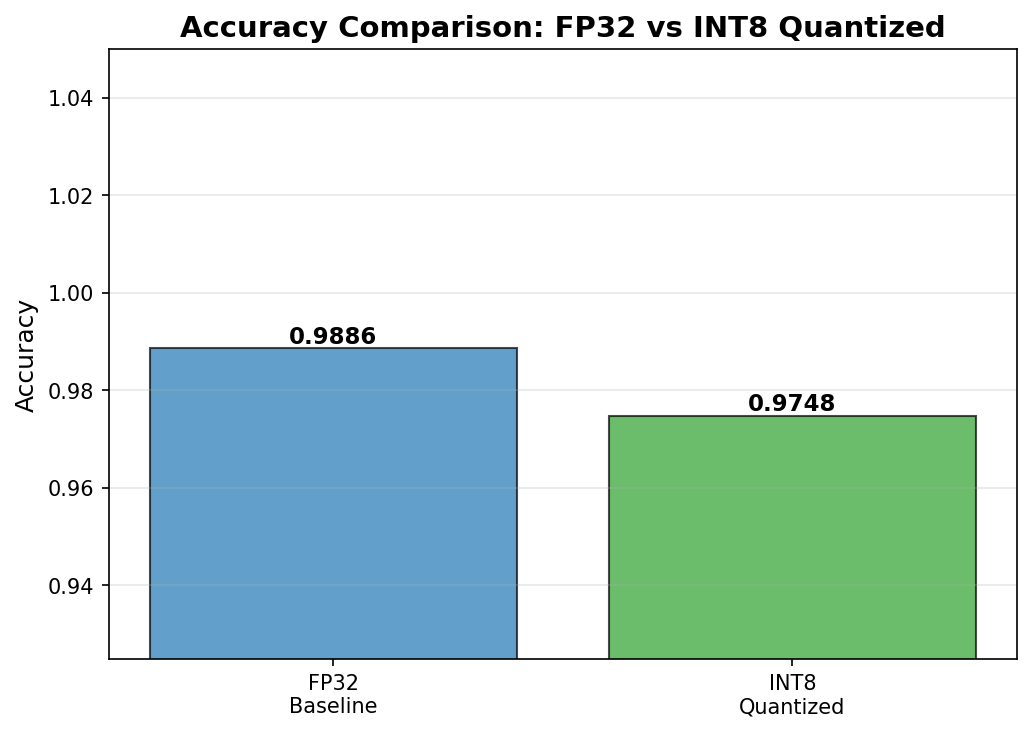 Accuracy Comparison: FP32 vs INT8 Quantized
Accuracy
1.04
1.02
1.00
0.98
0.96
0.94
0.9886
0.9748
FP32
Baseline
INT8
Quantized